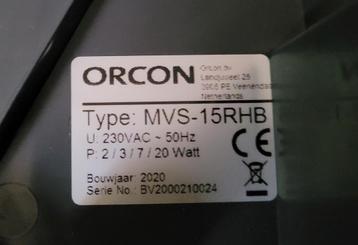 ORCON
Orcon bv
Landjuweel 25
3905 PE Veenendaal
Netherlands
Type: MVS-15RHB
U: 230VAC ~ 50Hz
P: 2/3/7/20 Watt
CE
Bouwjaar: 2020
Serie No.: BV2000210024